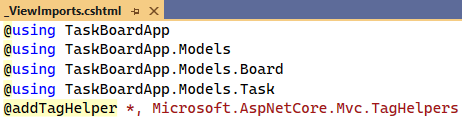 _ViewImports.cshtml
@using TaskBoardApp
@using TaskBoardApp.Models
@using TaskBoardApp.Models.Board
@using TaskBoardApp.Models.Task
@addTagHelper *, Microsoft.AspNetCore.Mvc.TagHelpers